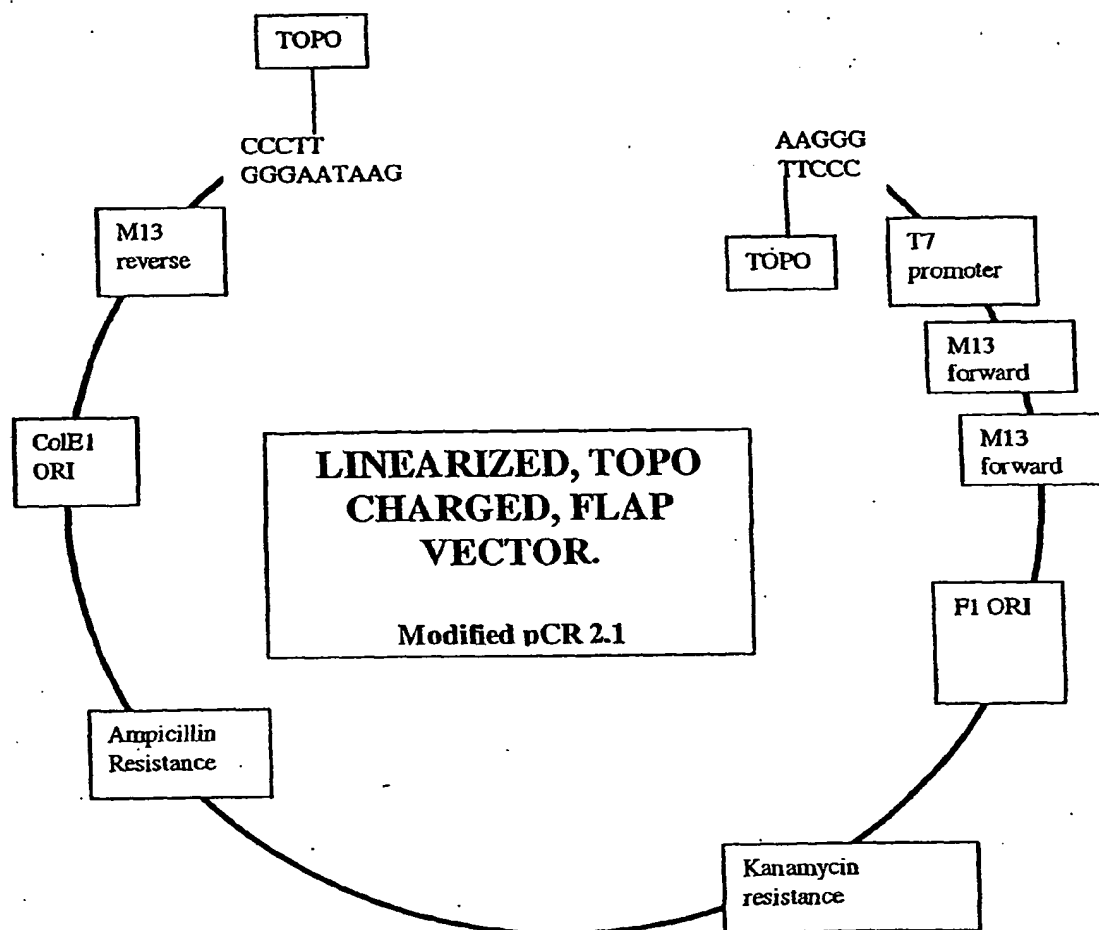 TOPO
CCCTT
GGGAATAAG
AAGGG
TTCCC
TOPO
M13
reverse
T7
promoter
M13
forward
M13
forward
ColE1
ORI
LINEARIZED, TOPO
CHARGED, FLAP
VECTOR.
Modified pCR 2.1
F1 ORI
Ampicillin
Resistance
Kanamycin
resistance